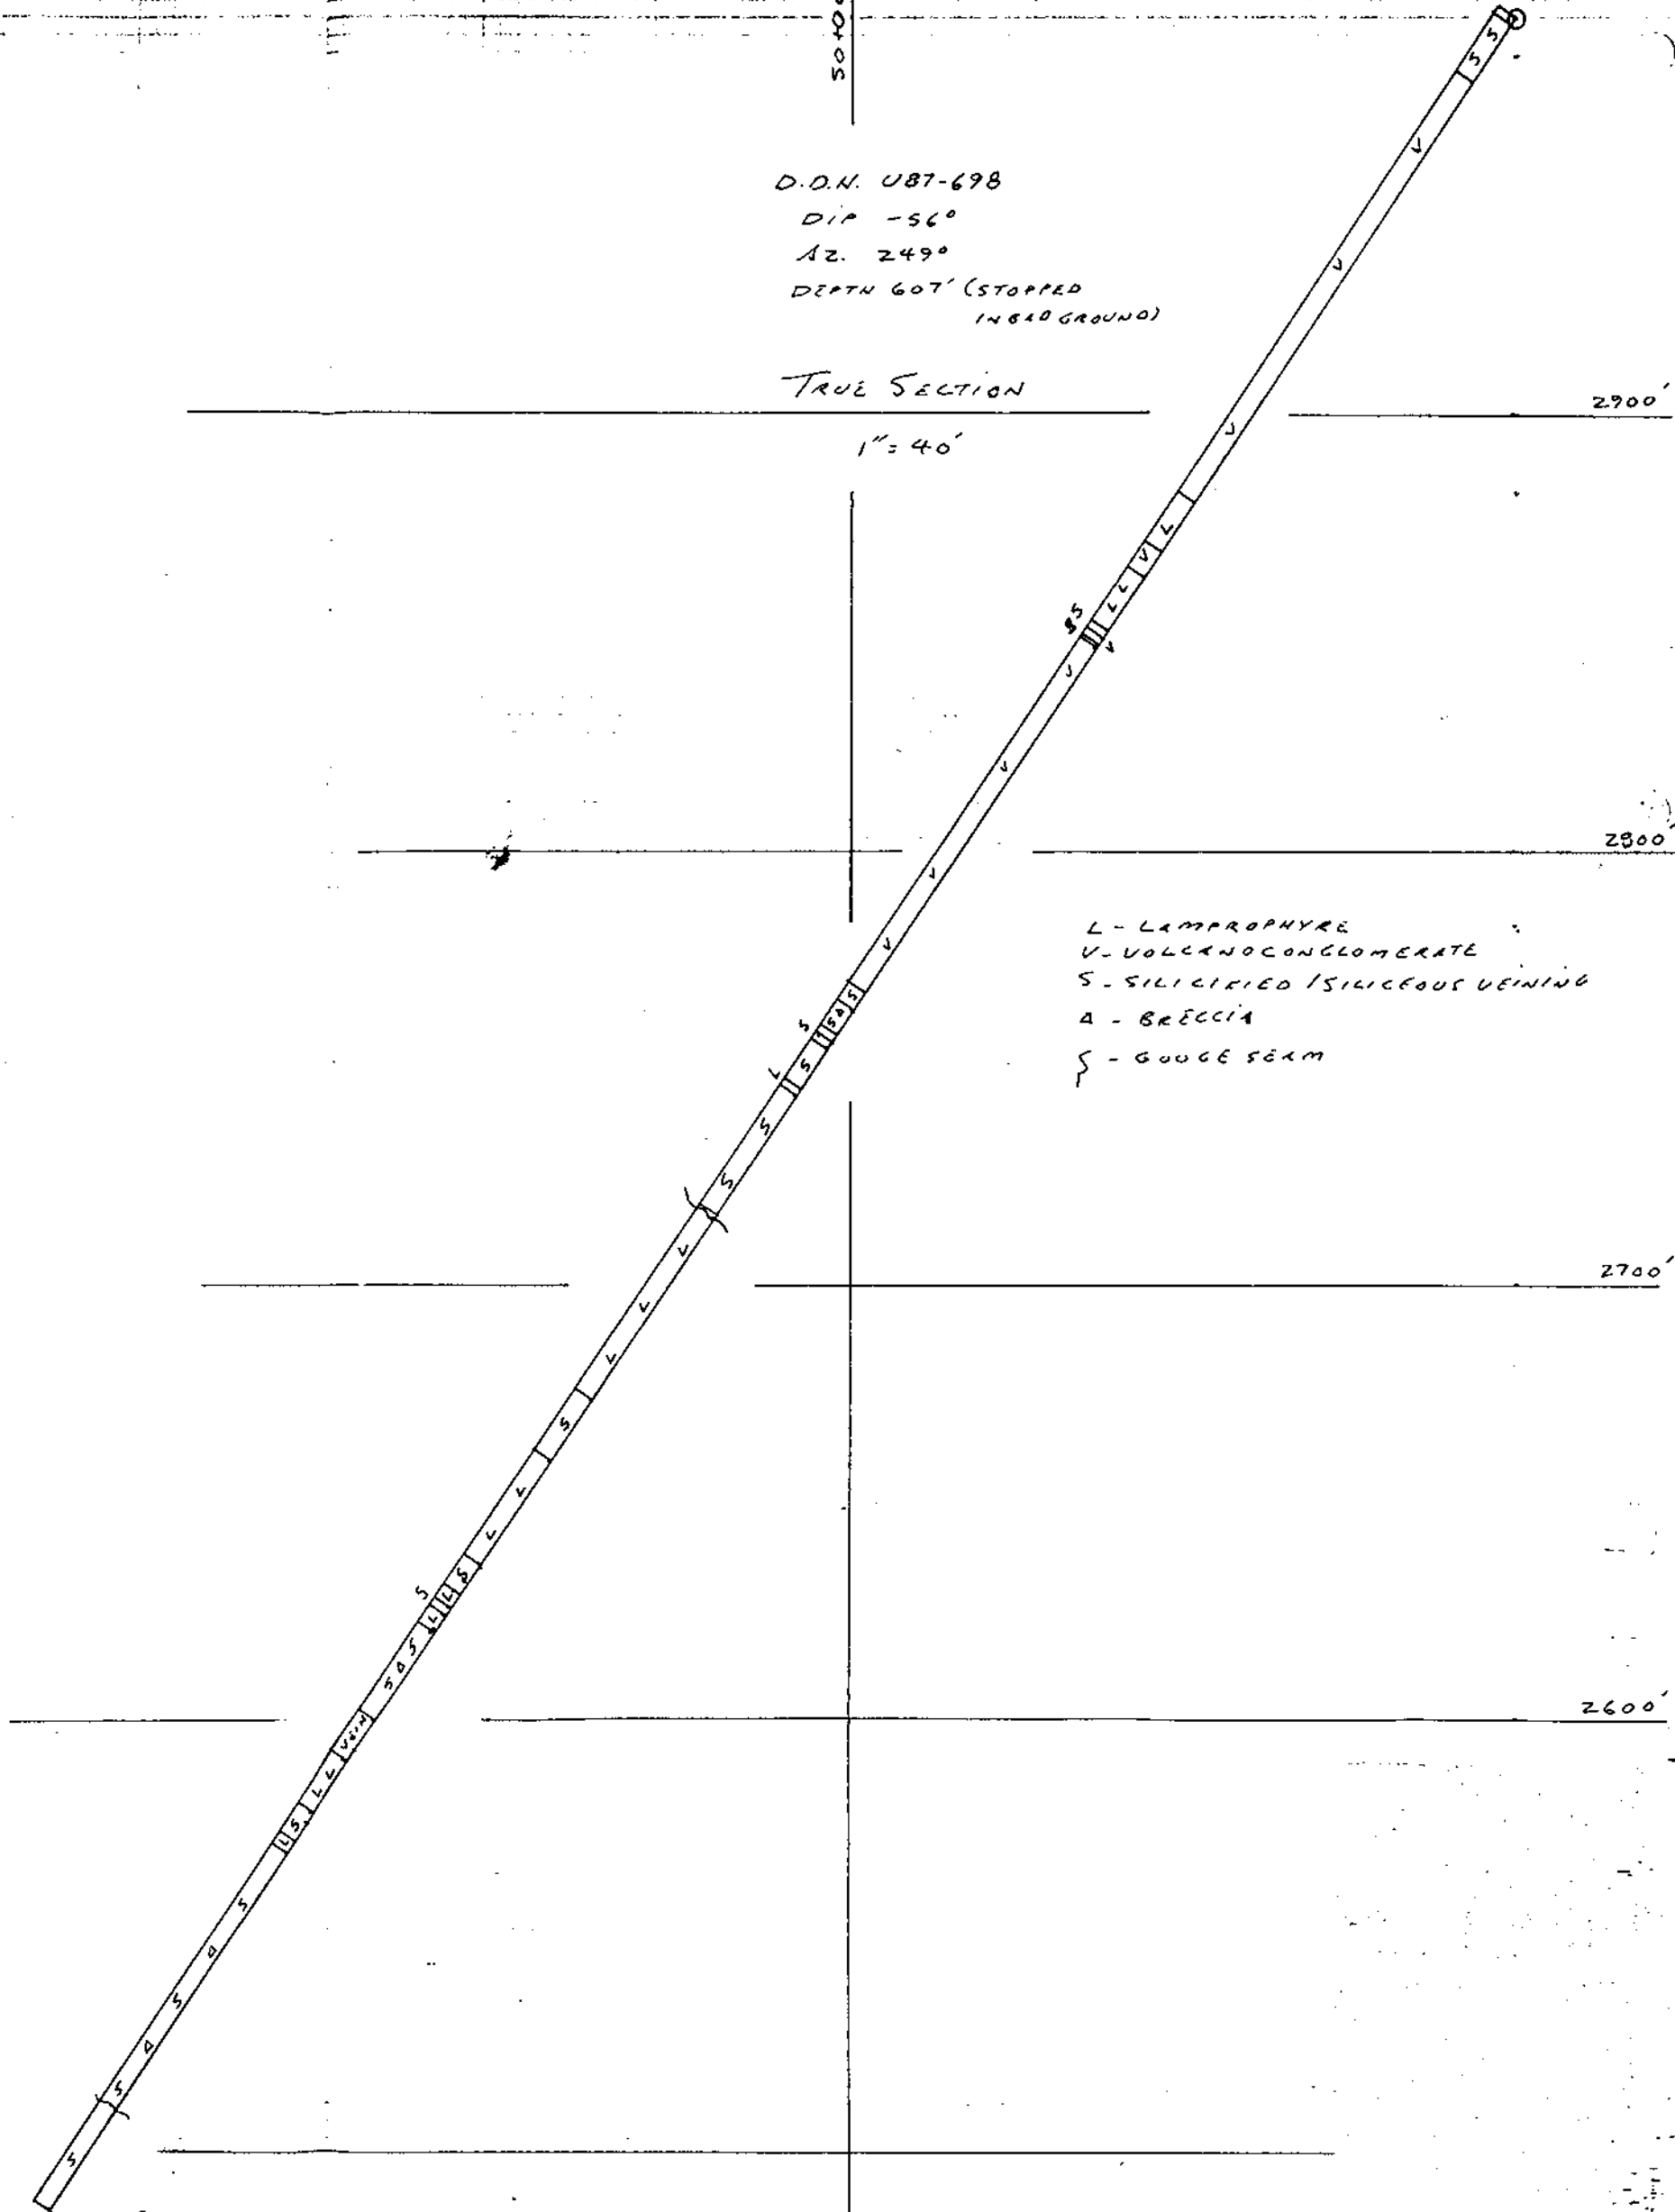 50+0
D.D.H. U87-698
DIP -56°
AZ. 249°
DEPTH 607' (STOPPED
IN BAD GROUND)
TRUE SECTION
1" = 40'
2900'
2800'
L - LAMPROPHYRE
V - VOLCANOCONGLOMERATE
S - SILICIFIED / SILICEOUS VEINING
Δ - BRECCIA
ʃ - GOUGE SEAM
2700'
2600'
S S
V
V
V
L
V
L L
S
V
V
V
V
V
S
Δ S
S
S
L
S
S
L
L
L
S
L
L
S
L
S
L
S Δ S
VEIN
L L
S
L
S
Δ
S
Δ
S
S